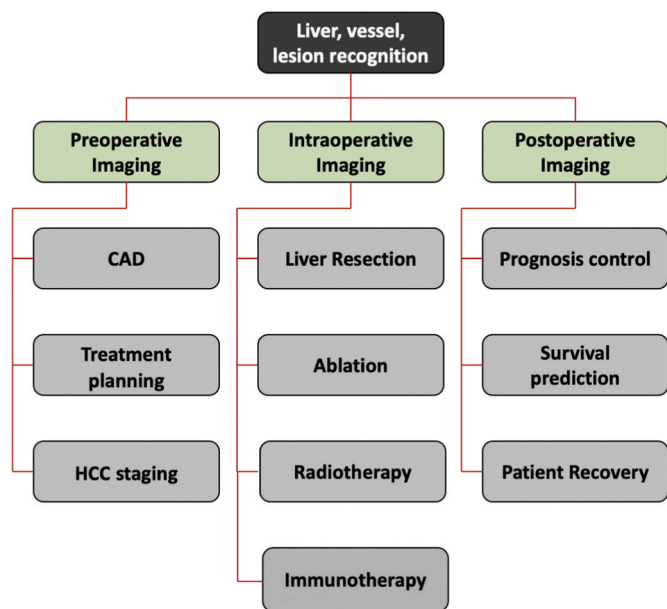 Liver, vessel,
lesion recognition
Preoperative
Imaging
Intraoperative
Imaging
Postoperative
Imaging
CAD
Liver Resection
Prognosis control
Treatment
planning
Ablation
Survival
prediction
HCC staging
Radiotherapy
Patient Recovery
Immunotherapy